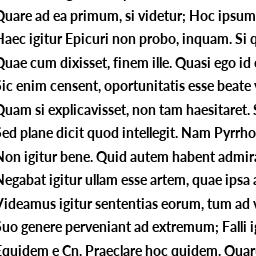 Quare ad ea primum, si videtur; Hoc ipsum
Haec igitur Epicuri non probo, inquam. Si q
Quae cum dixisset, finem ille. Quasi ego id
Sic enim censent, oportunitatis esse beate
Quam si explicavisset, non tam haesitaret.
Sed plane dicit quod intellegit. Nam Pyrrho
Non igitur bene. Quid autem habent admir
Negabat igitur ullam esse artem, quae ipsa
Videamus igitur sententias eorum, tum ad
Suo genere perveniant ad extremum; Falli
Equidem e Cn. Praeclare hoc quidem. Quar